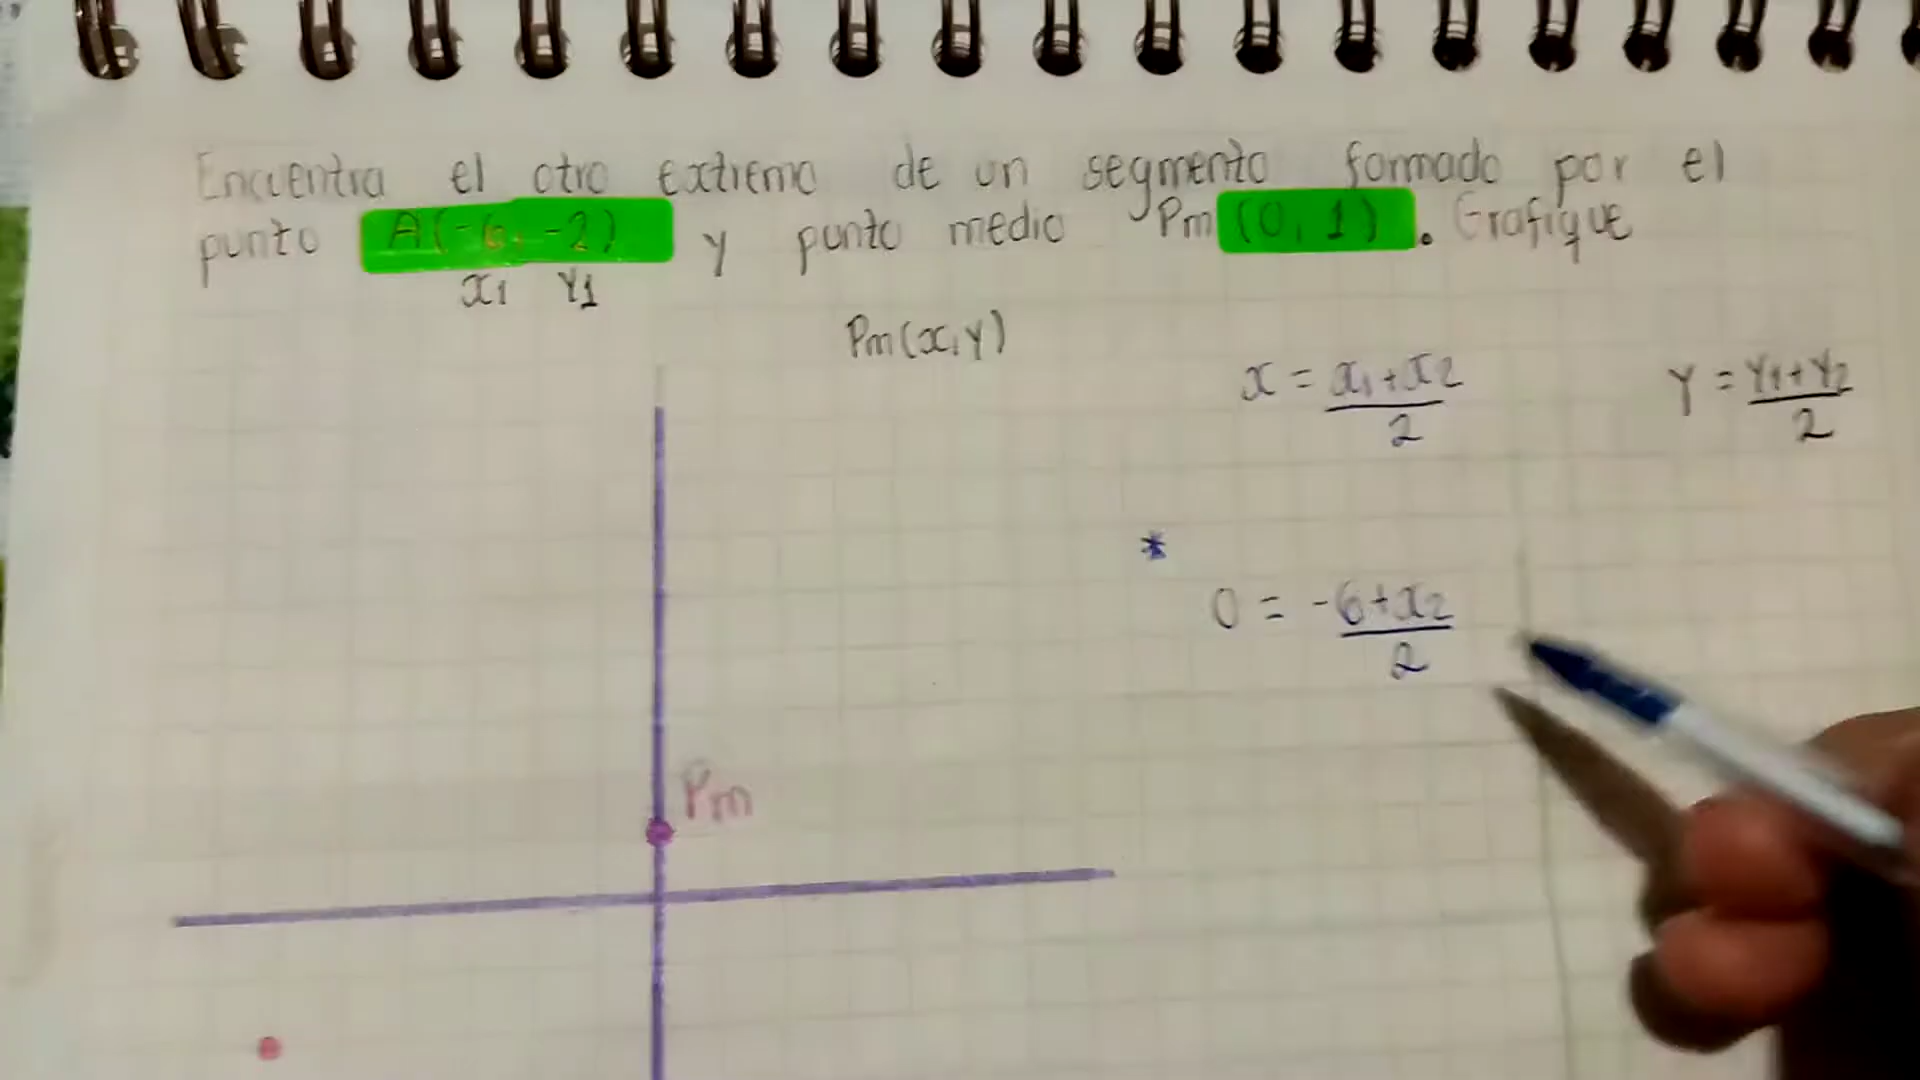 Encuentra el otro extremo de un segmento formado por el
punto A(-6, -2) y punto medio Pm (0, 1). Grafique
x1 Y1
Pm(x, y)
x = x1+x2 / 2
Y = Y1+Y2 / 2
*
0 = -6+x2 / 2
Pm